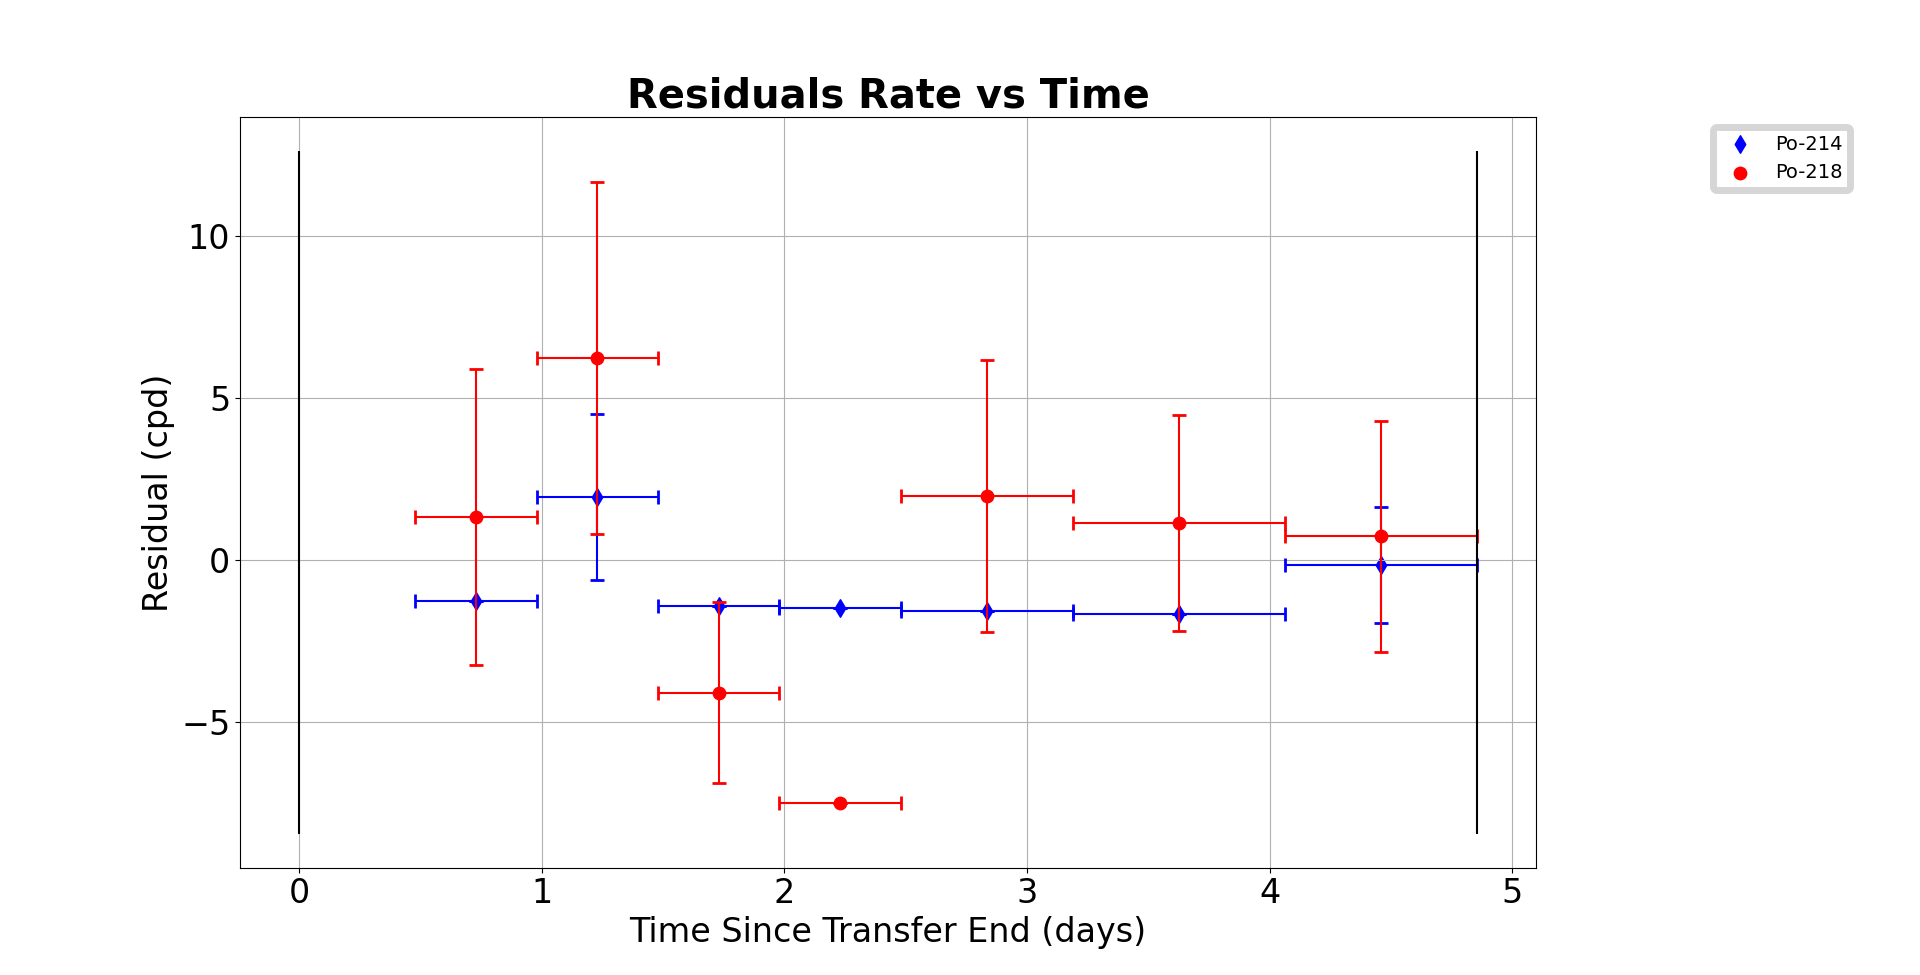 Residuals Rate vs Time
Po-214
Po-218
10
5
0
−5
Residual (cpd)
0 1 2 3 4 5
Time Since Transfer End (days)